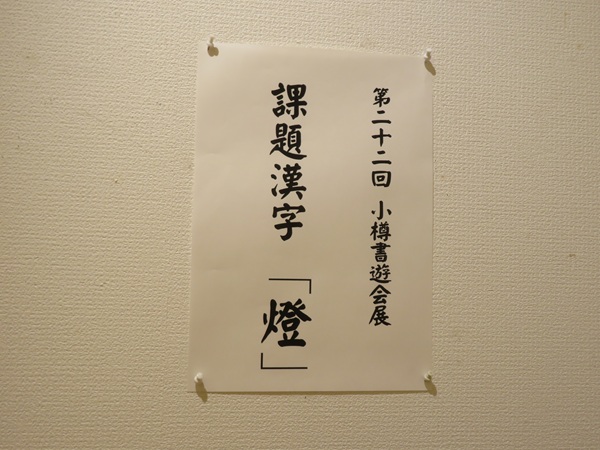 第二十二回 小樽書遊会展
課題漢字 「燈」